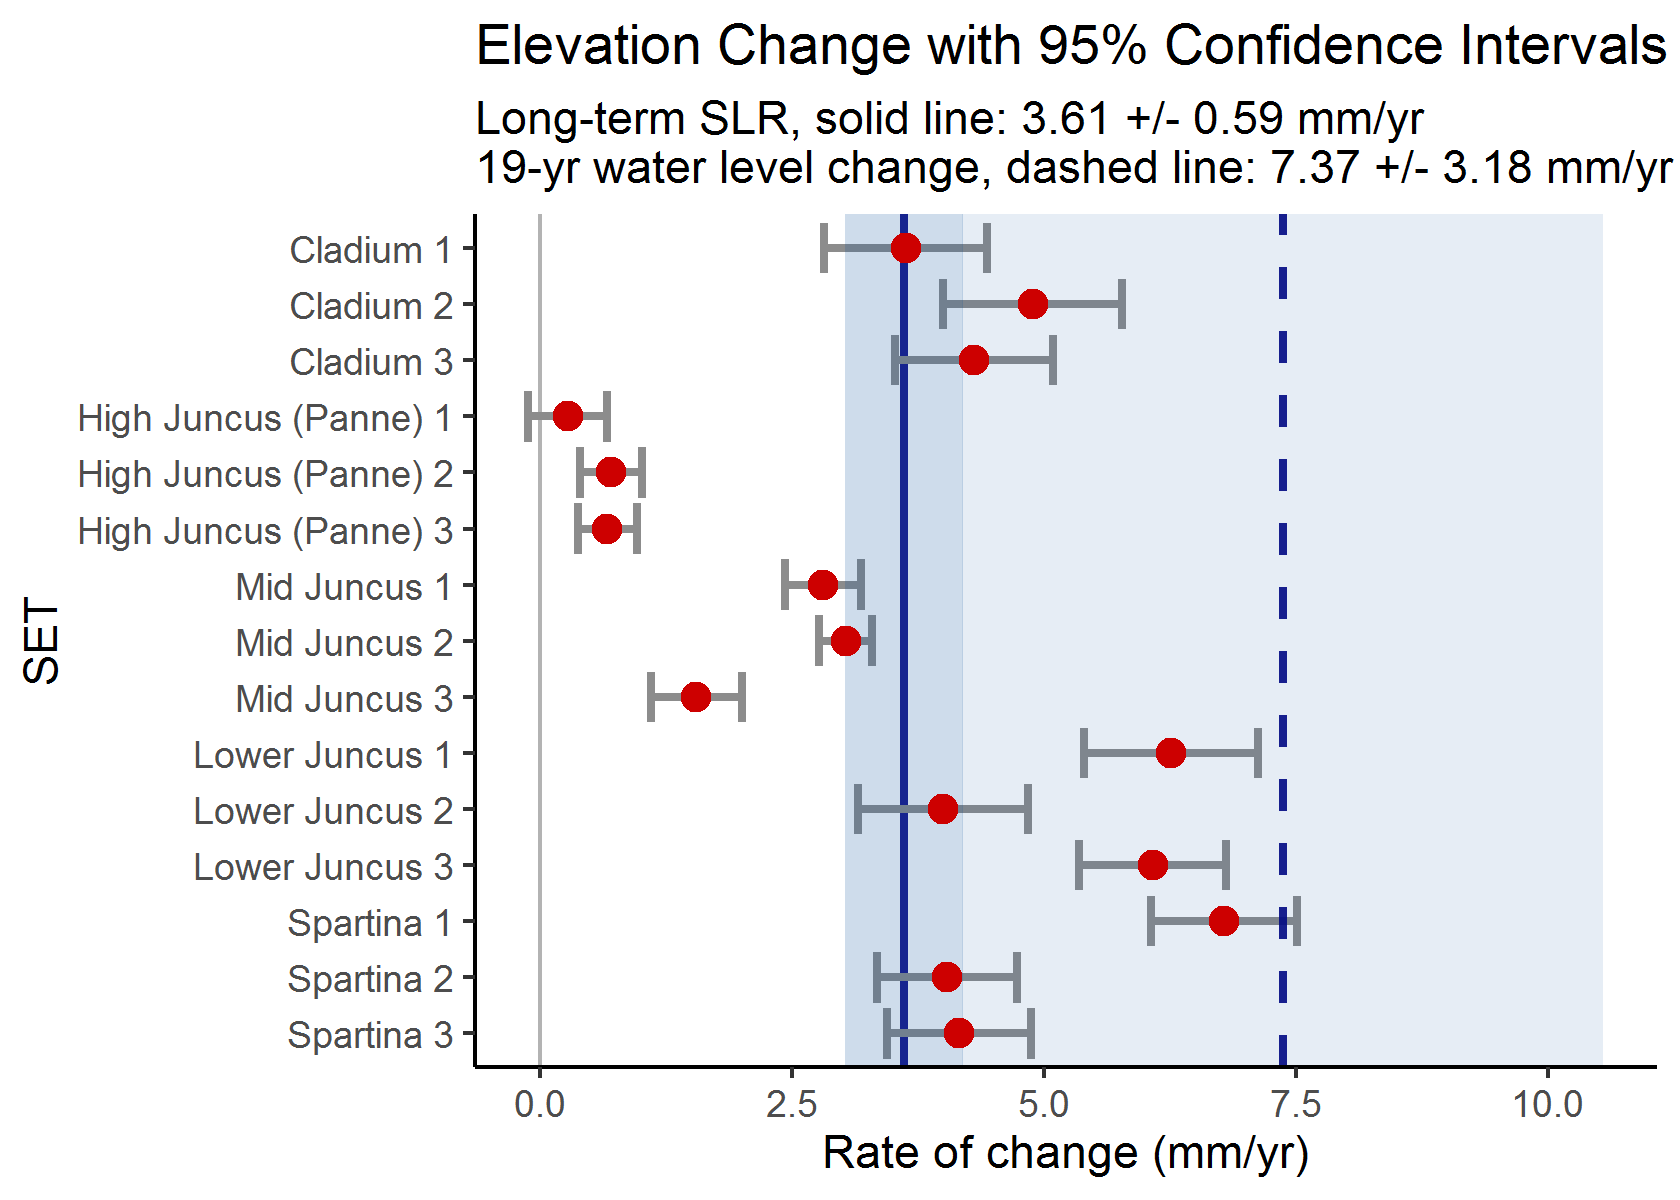 Elevation Change with 95% Confidence Intervals
Long-term SLR, solid line: 3.61 +/- 0.59 mm/yr
19-yr water level change, dashed line: 7.37 +/- 3.18 mm/yr
SET
Cladium 1
Cladium 2
Cladium 3
High Juncus (Panne) 1
High Juncus (Panne) 2
High Juncus (Panne) 3
Mid Juncus 1
Mid Juncus 2
Mid Juncus 3
Lower Juncus 1
Lower Juncus 2
Lower Juncus 3
Spartina 1
Spartina 2
Spartina 3
0.0 2.5 5.0 7.5 10.0
Rate of change (mm/yr)